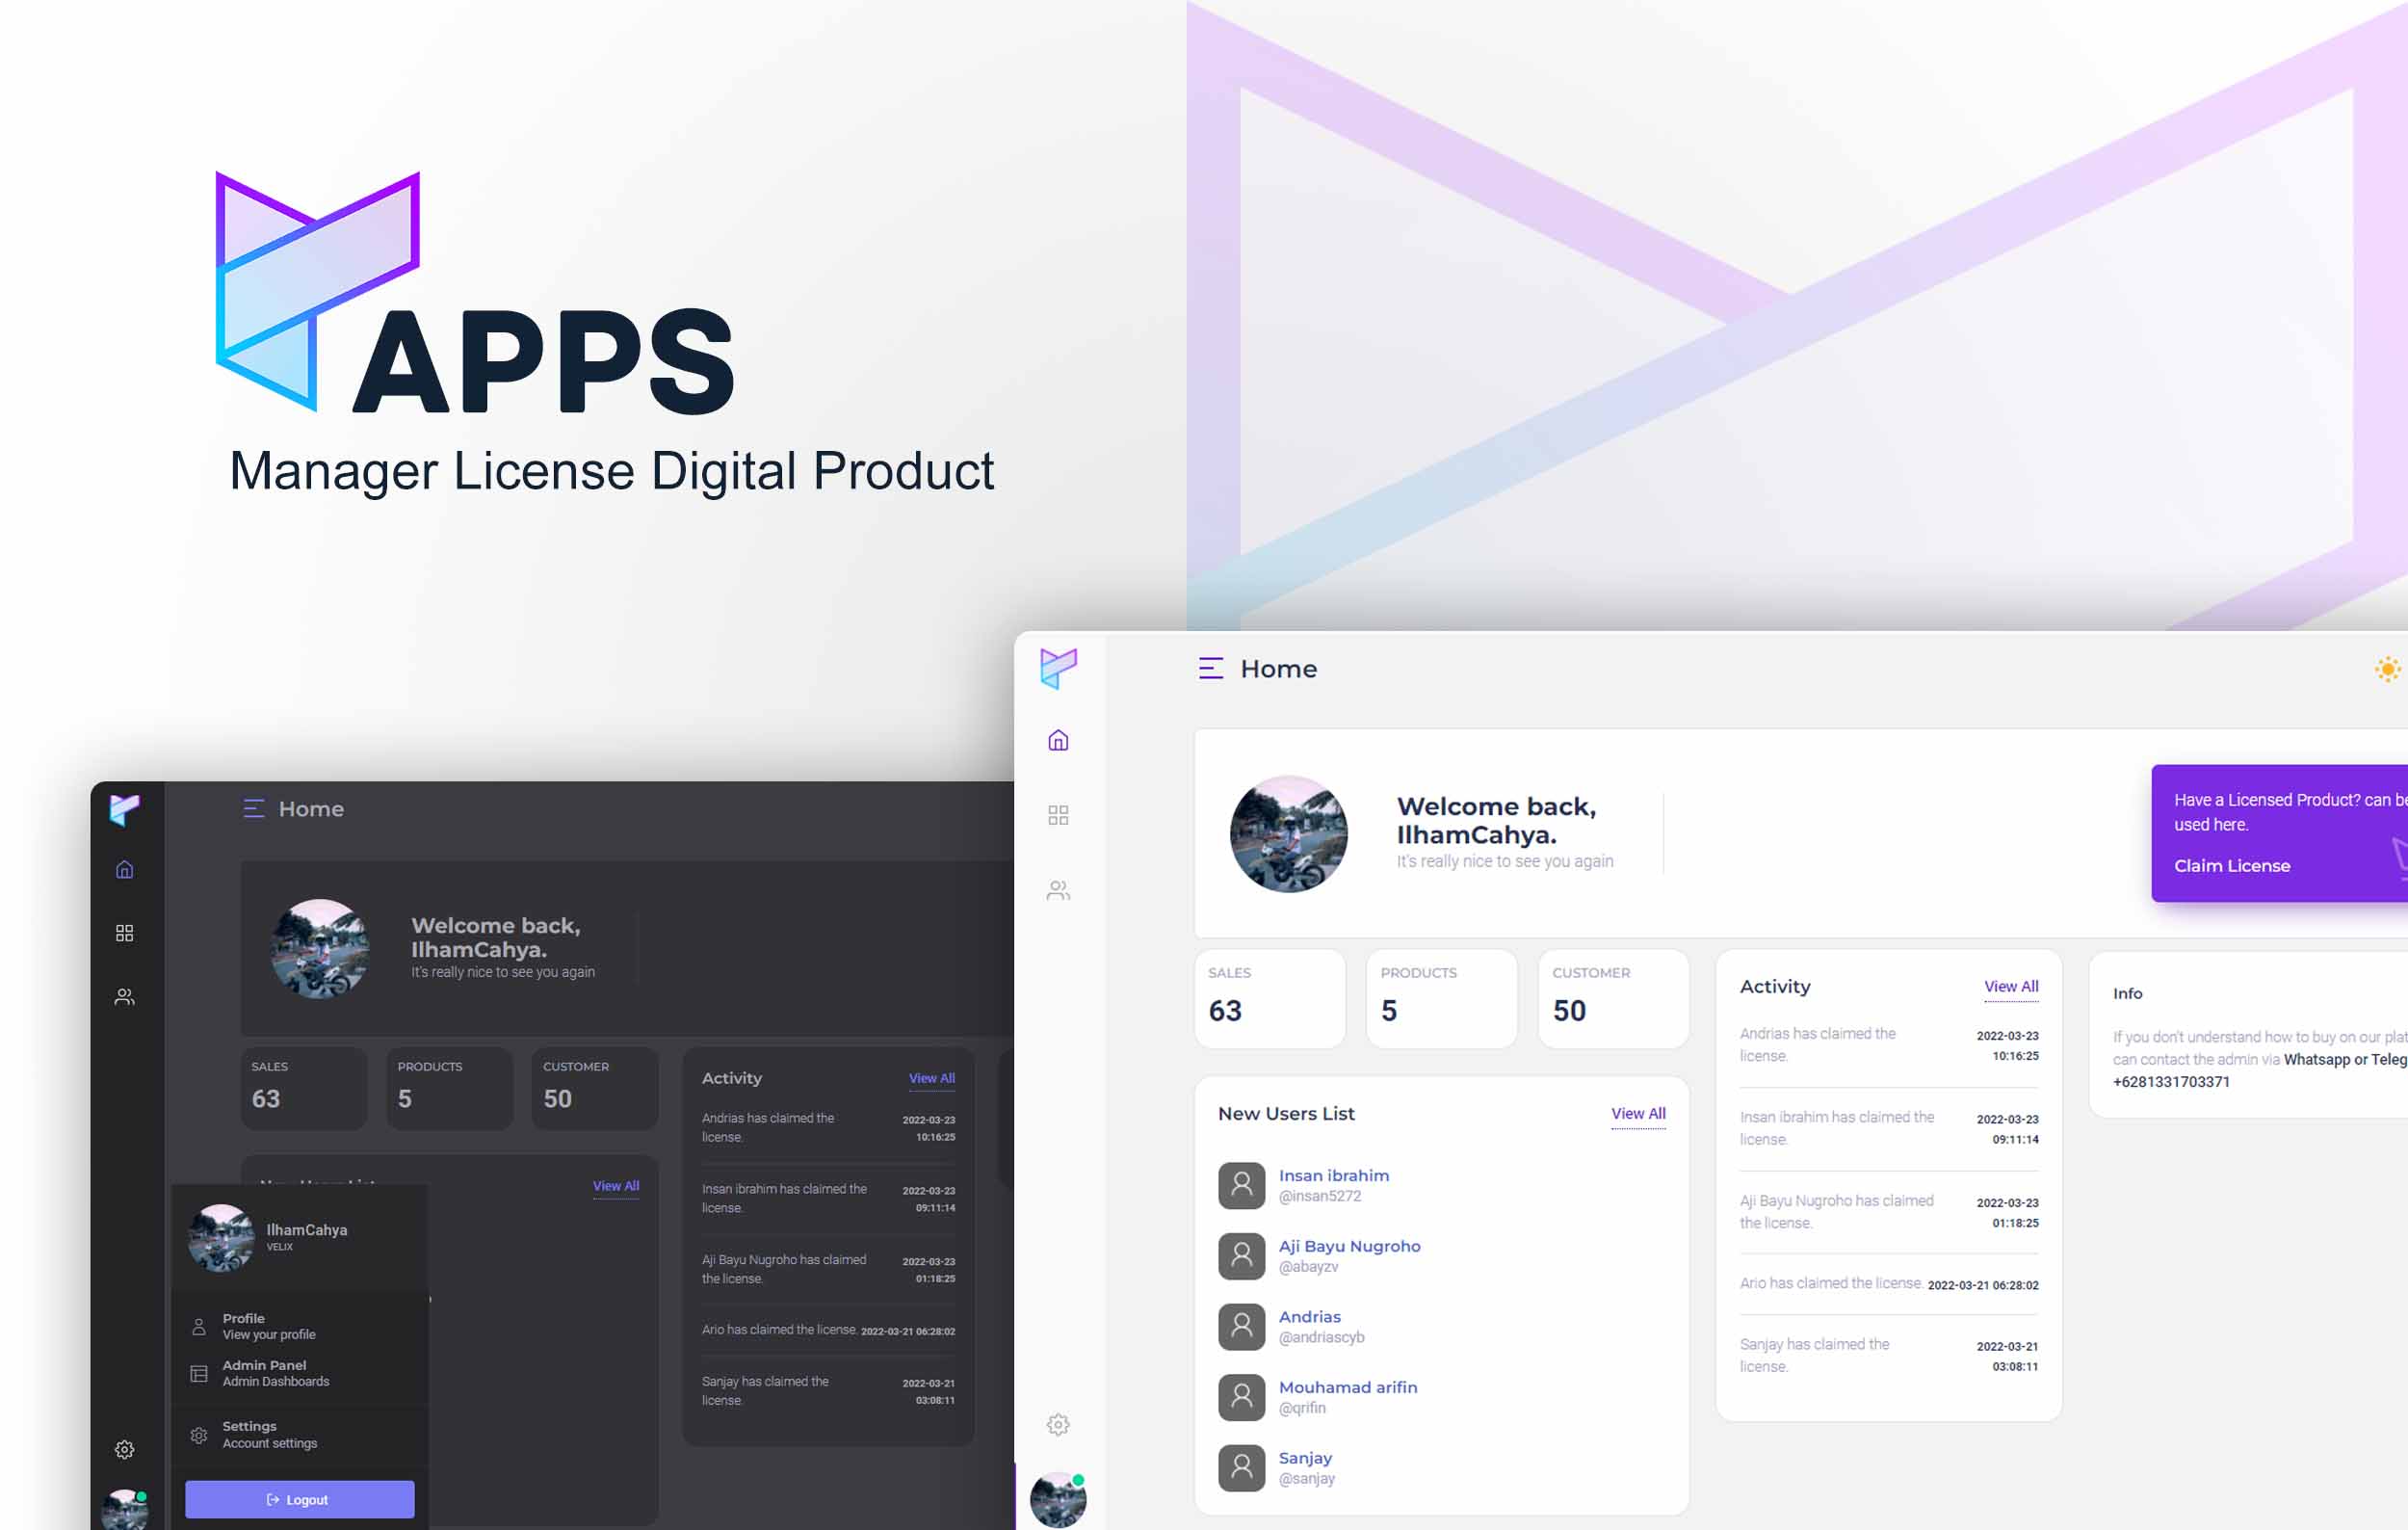 APPS
Manager License Digital Product
Home
Welcome back,
IlhamCahya.
It's really nice to see you again
SALES
63
PRODUCTS
5
CUSTOMER
50
Activity
View All
Andrias has claimed the
license.
2022-03-23
10:16:25
Insan ibrahim has claimed the
license.
2022-03-23
09:11:14
Aji Bayu Nugroho has claimed
the license.
2022-03-23
01:18:25
Ario has claimed the license.
2022-03-21 06:28:02
Sanjay has claimed the
license.
2022-03-21
03:08:11
View All
IlhamCahya
VELIX
Profile
View your profile
Admin Panel
Admin Dashboards
Settings
Account settings
Logout
Home
Welcome back,
IlhamCahya.
It's really nice to see you again
Have a Licensed Product? can be
used here.
Claim License
SALES
63
PRODUCTS
5
CUSTOMER
50
New Users List
View All
Insan ibrahim
@insan5272
Aji Bayu Nugroho
@abayzv
Andrias
@andriascyb
Mouhamad arifin
@qrifin
Sanjay
@sanjay
Activity
View All
Andrias has claimed the
license.
2022-03-23
10:16:25
Insan ibrahim has claimed the
license.
2022-03-23
09:11:14
Aji Bayu Nugroho has claimed
the license.
2022-03-23
01:18:25
Ario has claimed the license.
2022-03-21 06:28:02
Sanjay has claimed the
license.
2022-03-21
03:08:11
Info
If you don't understand how to buy on our
can contact the admin via Whatsapp or
+6281331703371